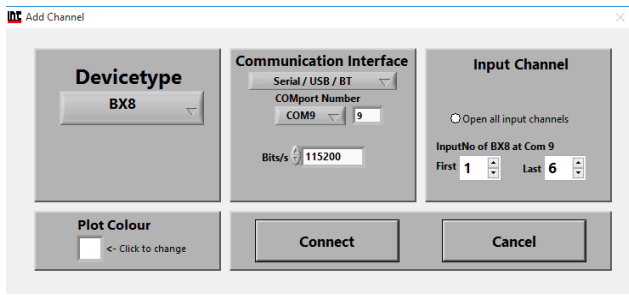 Add Channel
Devicetype
BX8
Communication Interface
Serial / USB / BT
COMport Number
COM9
9
Bits/s
115200
Input Channel
Open all input channels
InputNo of BX8 at Com 9
First 1 Last 6
Plot Colour
<- Click to change
Connect
Cancel